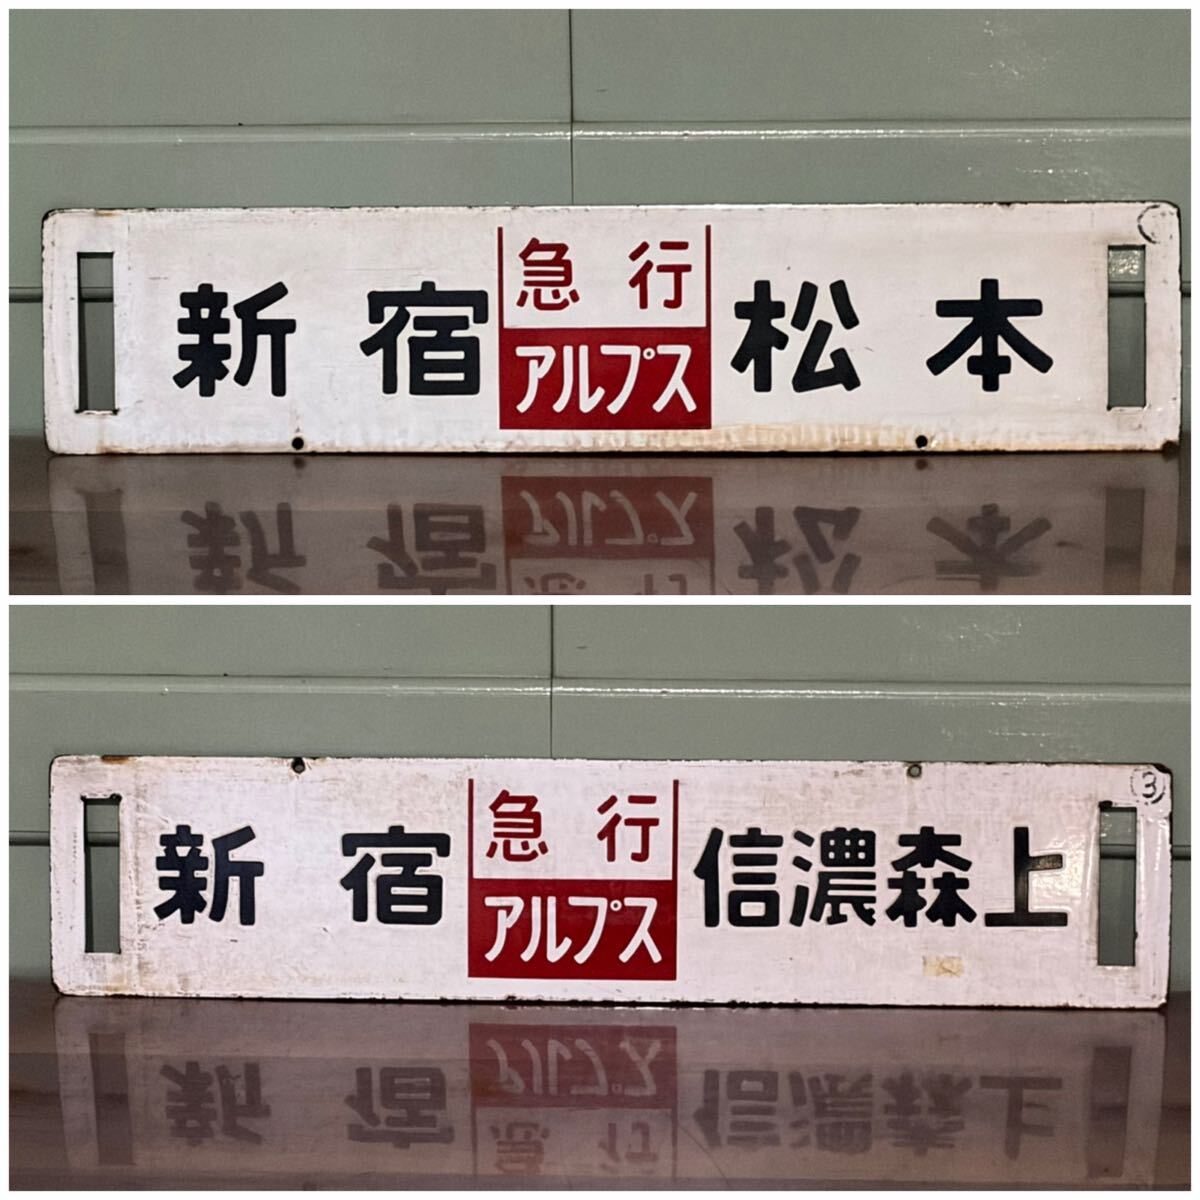 新宿 急行 松本
アルプス
③
新宿 急行 信濃森上
アルプス